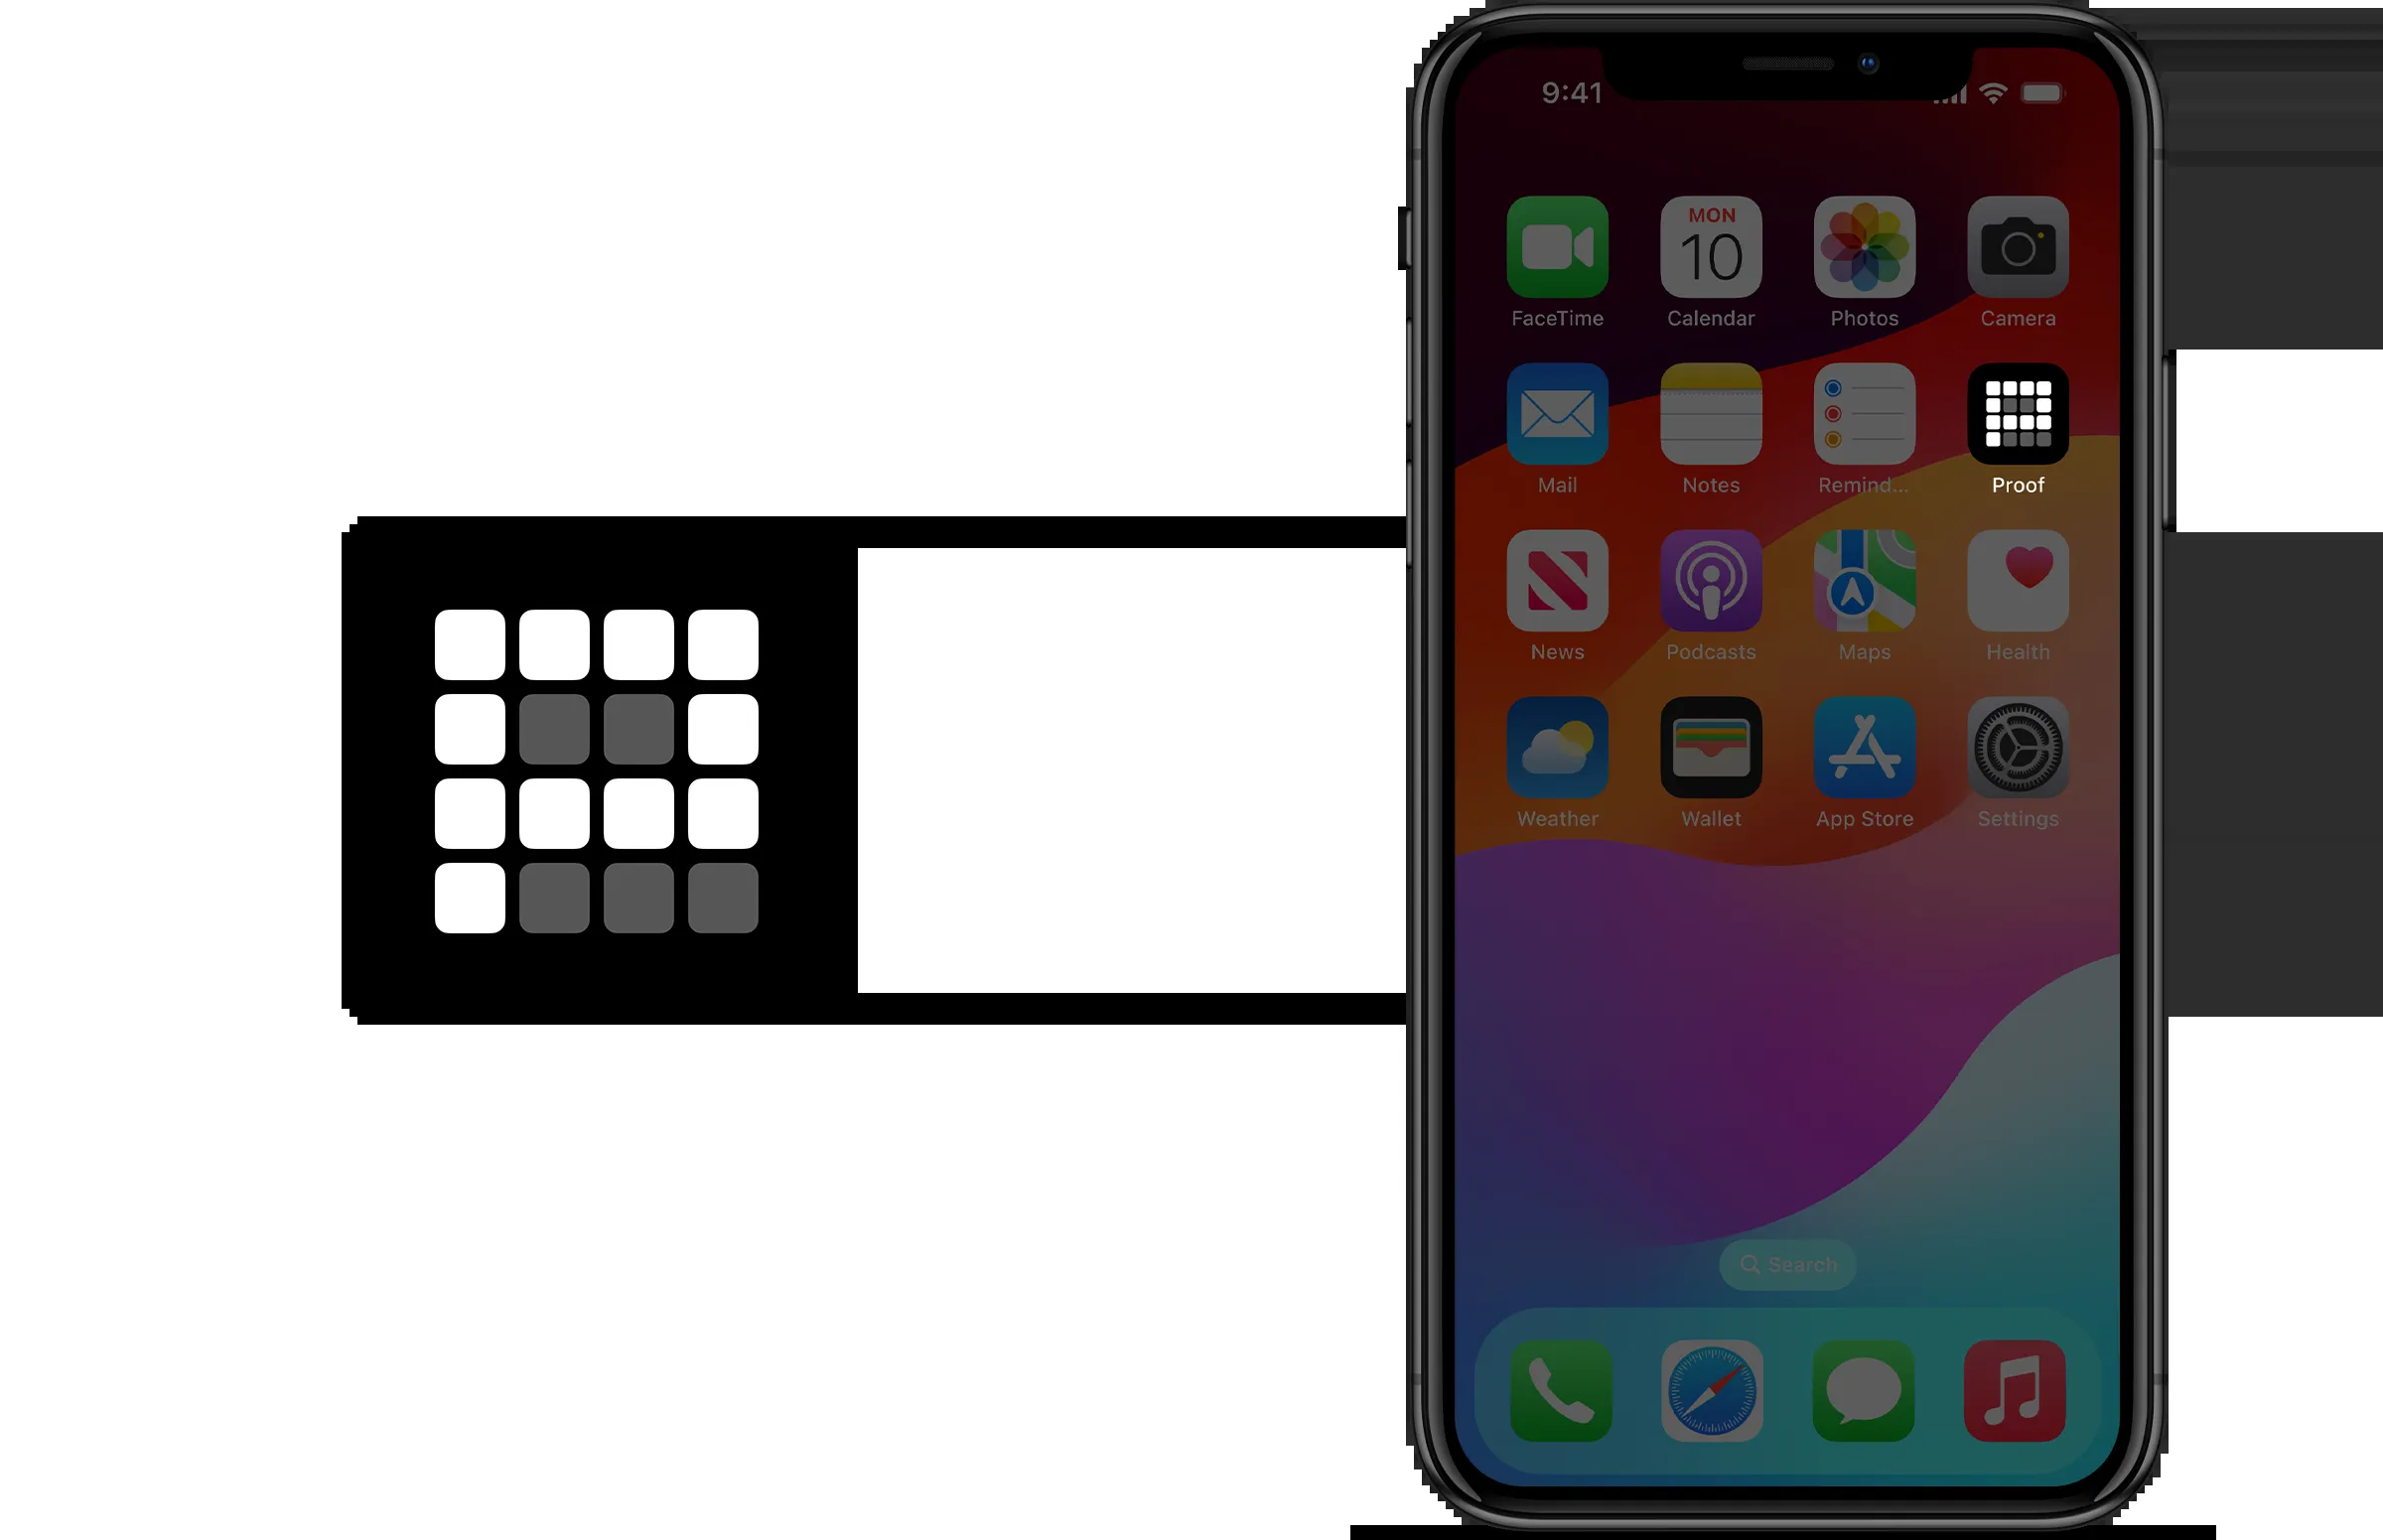 9:41
MON
10
FaceTime
Calendar
Photos
Camera
Mail
Notes
Remind...
Proof
News
Podcasts
Maps
Health
Weather
Wallet
App Store
Settings
Search